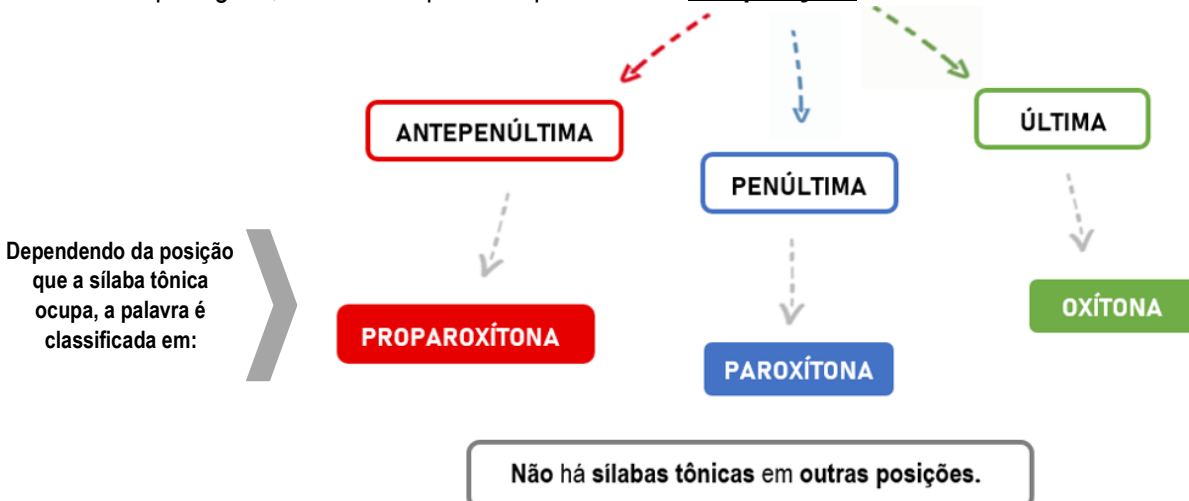 ANTEPENÚLTIMA
ÚLTIMA
PENÚLTIMA
Dependendo da posição
que a sílaba tônica
ocupa, a palavra é
classificada em:
PROPAROXÍTONA
OXÍTONA
PAROXÍTONA
Não há sílabas tônicas em outras posições.